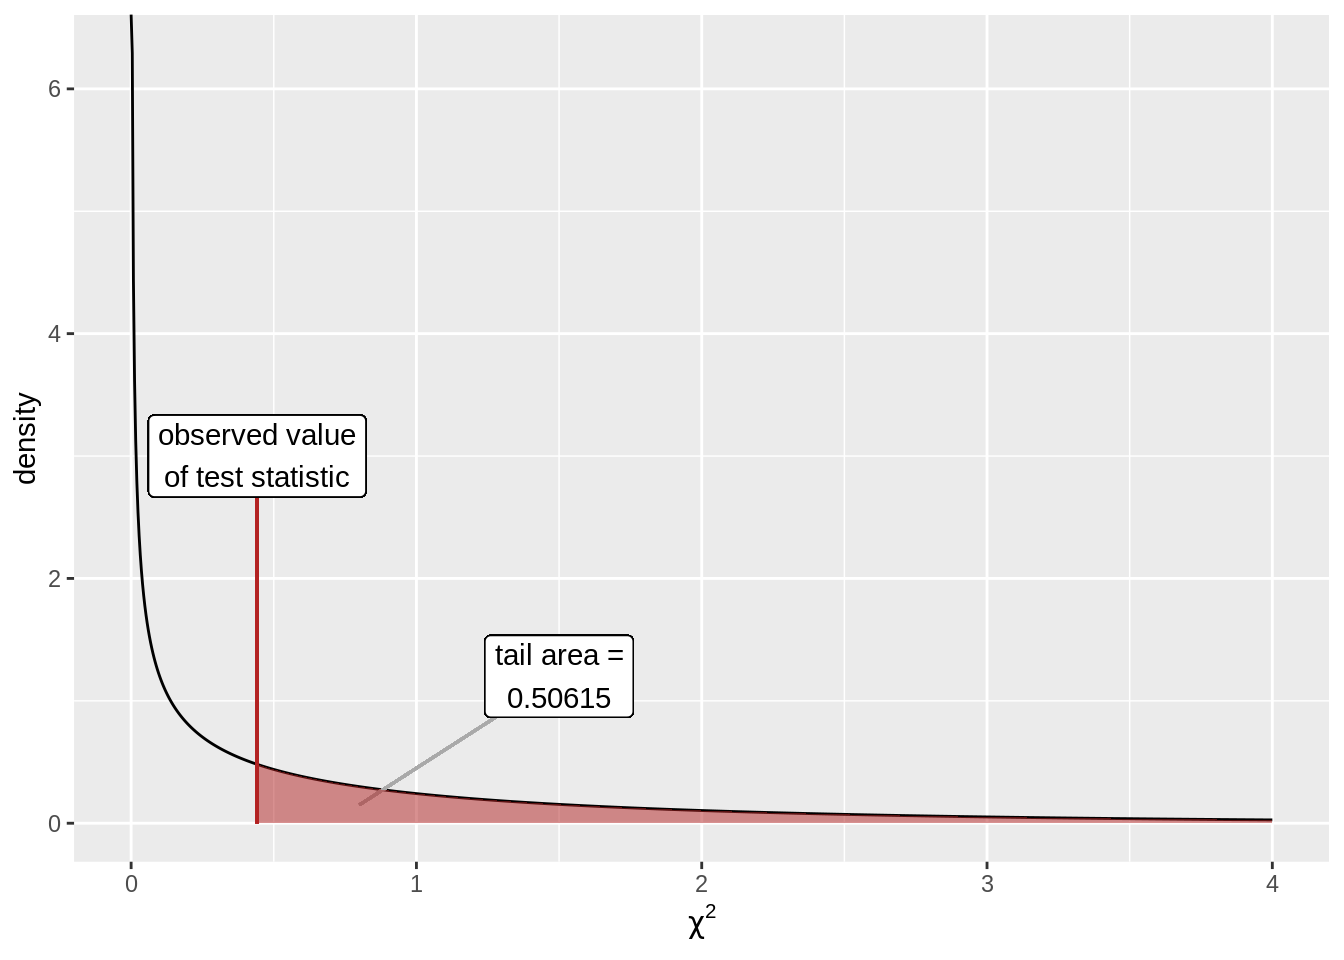 6
4
2
0
density
observed value
of test statistic
tail area =
0.50615
0 1 2 3 4
χ²